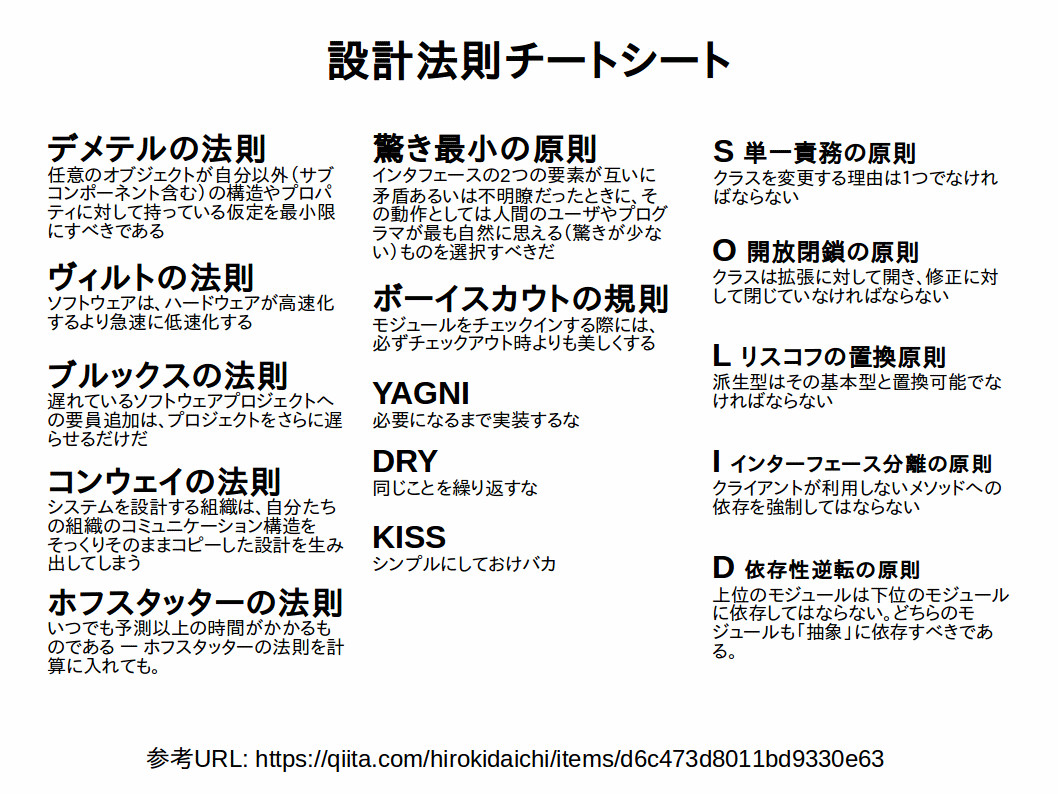 設計法則チートシート
デメテルの法則
任意のオブジェクトが自分以外（サブ
コンポーネント含む）の構造やプロパ
ティに対して持っている仮定を最小限
にすべきである
ヴィルトの法則
ソフトウェアは、ハードウェアが高速化
するより急速に低速化する
ブルックスの法則
遅れているソフトウェアプロジェクトへ
の要員追加は、プロジェクトをさらに遅
らせるだけだ
コンウェイの法則
システムを設計する組織は、自分たち
の組織のコミュニケーション構造を
そっくりそのままコピーした設計を生み
出してしまう
ホフスタッターの法則
いつでも予測以上の時間がかかるも
のである ー ホフスタッターの法則を計
算に入れても。
驚き最小の原則
インタフェースの2つの要素が互いに
矛盾あるいは不明瞭だったときに、そ
の動作としては人間のユーザやプログ
ラマが最も自然に思える（驚きが少な
い）ものを選択すべきだ
ボーイスカウトの規則
モジュールをチェックインする際には、
必ずチェックアウト時よりも美しくする
YAGNI
必要になるまで実装するな
DRY
同じことを繰り返すな
KISS
シンプルにしておけバカ
S 単一責務の原則
クラスを変更する理由は1つでなけれ
ばならない
O 開放閉鎖の原則
クラスは拡張に対して開き、修正に対
して閉じていなければならない
L リスコフの置換原則
派生型はその基本型と置換可能でな
ければならない
I インターフェース分離の原則
クライアントが利用しないメソッドへの
依存を強制してはならない
D 依存性逆転の原則
上位のモジュールは下位のモジュール
に依存してはならない。どちらのモ
ジュールも「抽象」に依存すべきであ
る。
参考URL: https://qiita.com/hirokidaichi/items/d6c473d8011bd9330e63